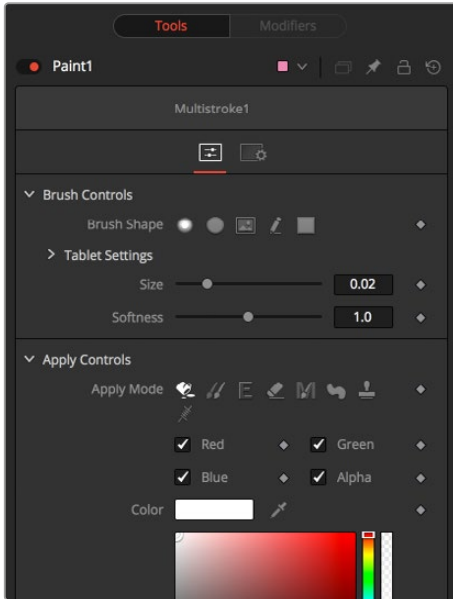 Tools Modifiers
Paint1
Multistroke1
Brush Controls
Brush Shape
Tablet Settings
Size 0.02
Softness 1.0
Apply Controls
Apply Mode
Red Green
Blue Alpha
Color